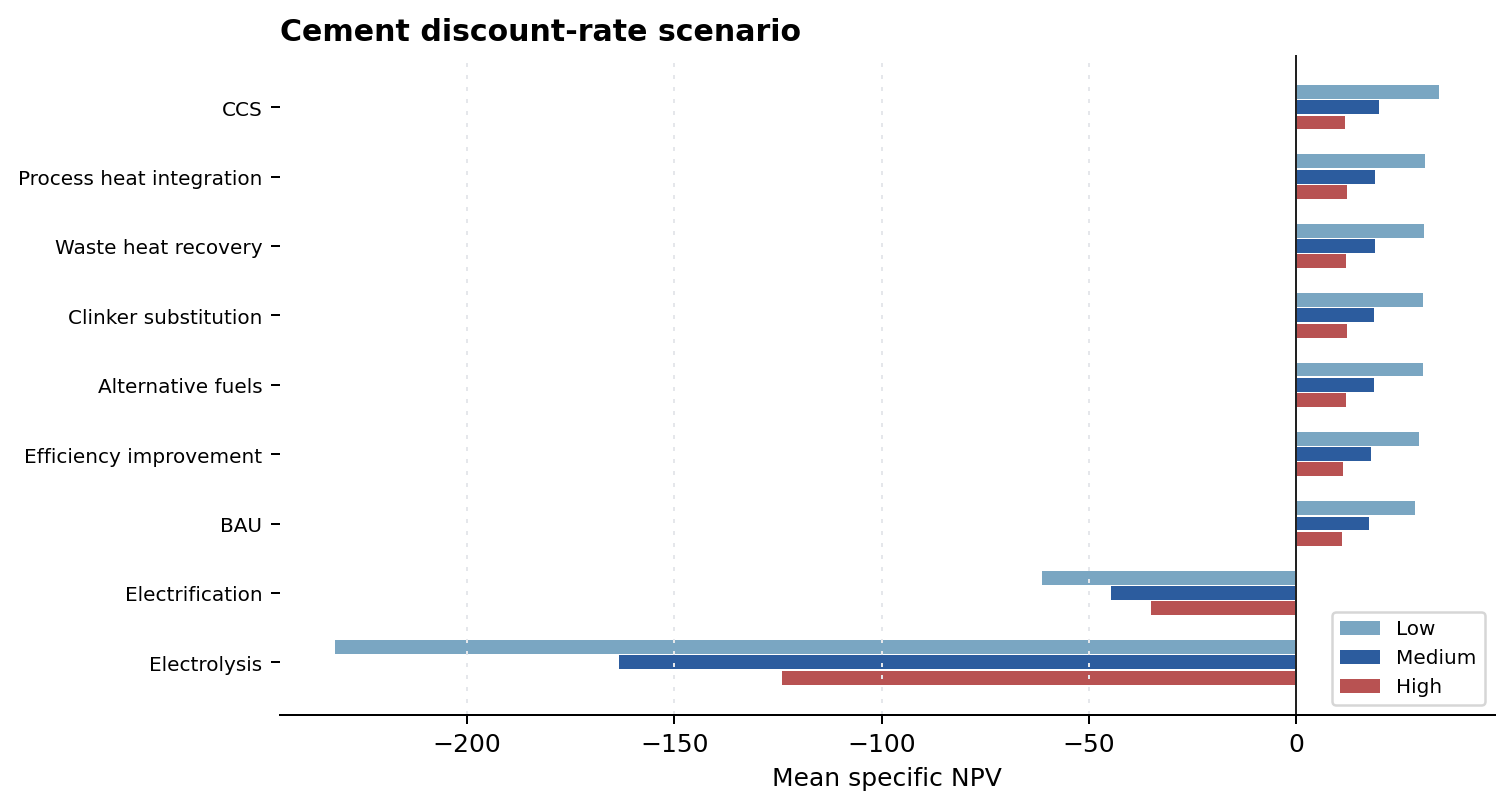 Cement discount-rate scenario
CCS
Process heat integration
Waste heat recovery
Clinker substitution
Alternative fuels
Efficiency improvement
BAU
Electrification
Electrolysis
Low
Medium
High
−200 −150 −100 −50 0
Mean specific NPV